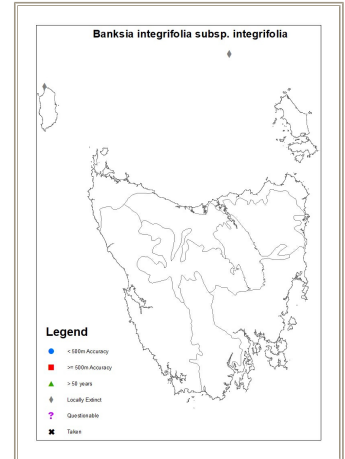 Banksia integrifolia subsp. integrifolia
Legend
< 500m Accuracy
>= 500m Accuracy
> 50 years
Locally Extinct
? Questionable
Taken